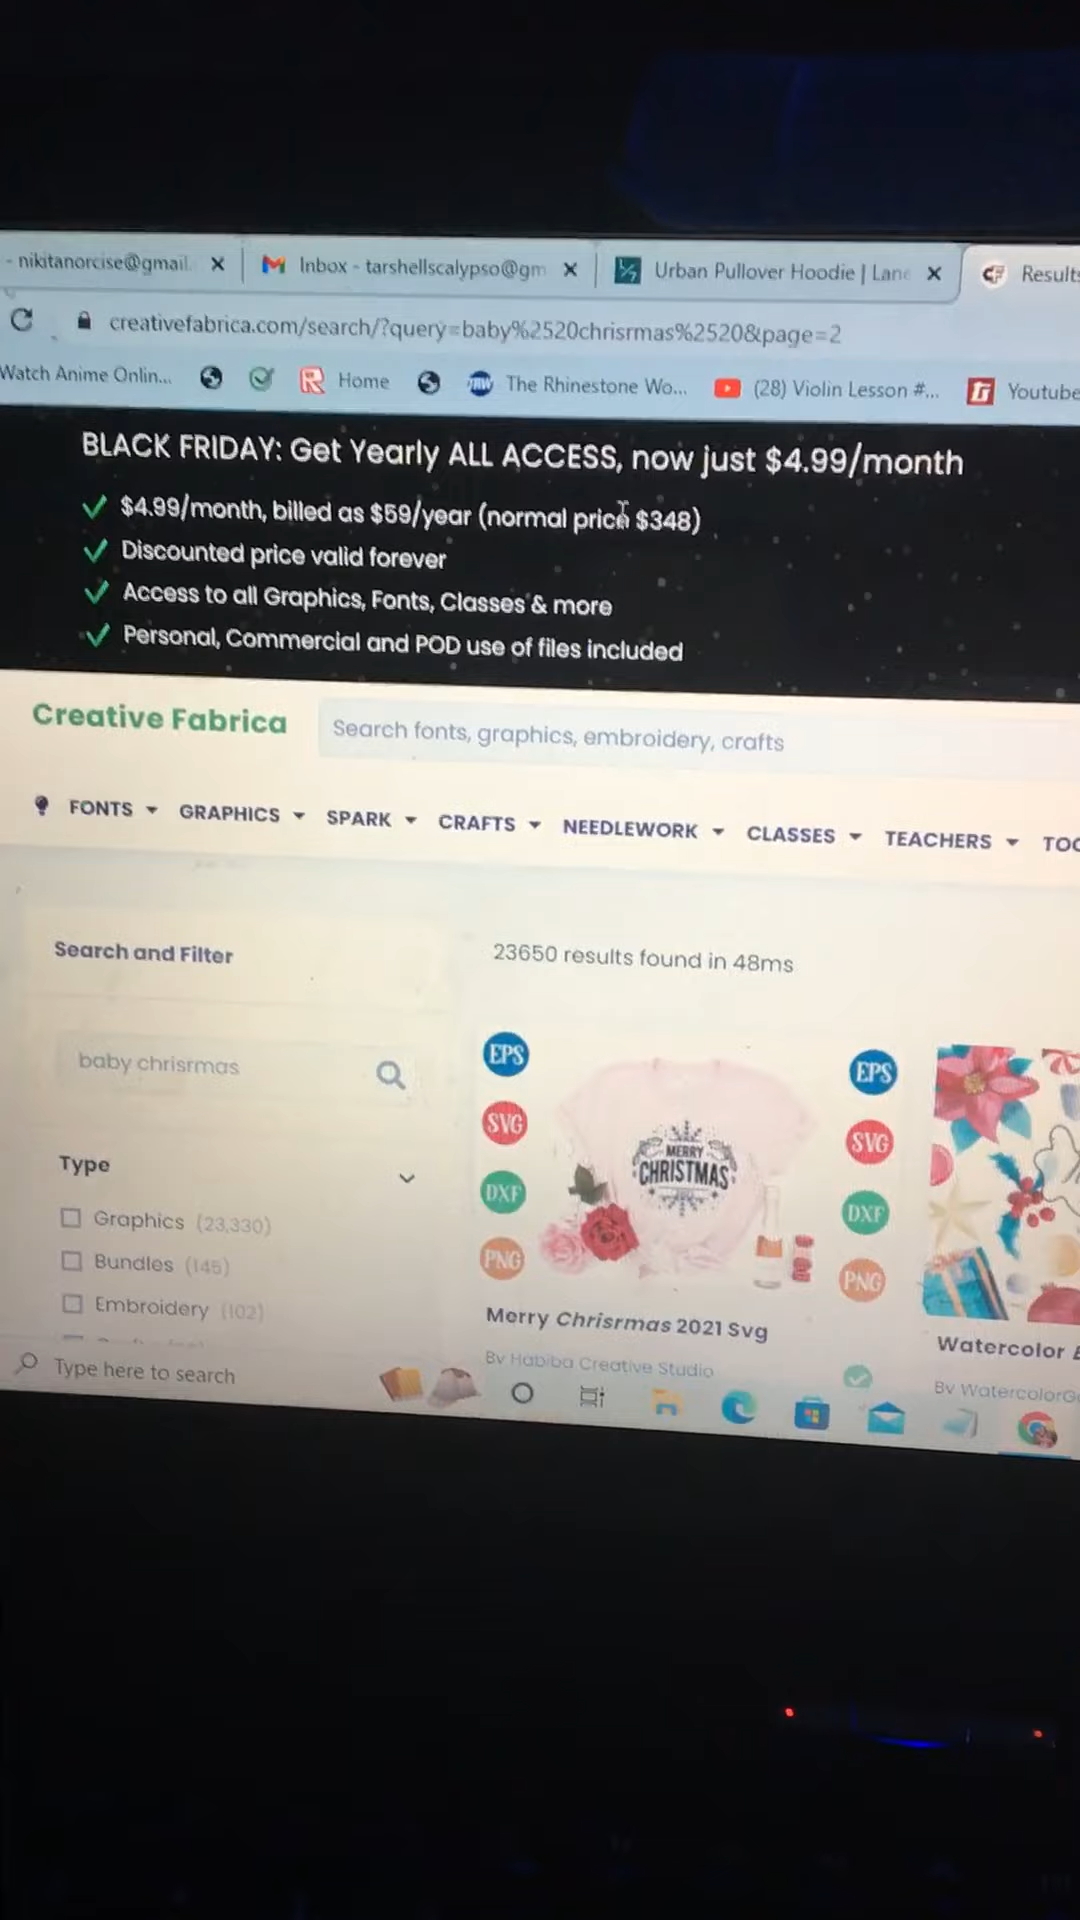 - nikitanorcise@gmail.
Inbox - tarshellscalypso@gm
Urban Pullover Hoodie | Lane
Results
creativefabrica.com/search/?query=baby%2520chrisrmas%2520&page=2
Watch Anime Onlin...
Home
The Rhinestone Wo...
(28) Violin Lesson #...
Youtube
BLACK FRIDAY: Get Yearly ALL ACCESS, now just $4.99/month
$4.99/month, billed as $59/year (normal price $348)
Discounted price valid forever
Access to all Graphics, Fonts, Classes & more
Personal, Commercial and POD use of files included
Creative Fabrica
Search fonts, graphics, embroidery, crafts
FONTS
GRAPHICS
SPARK
CRAFTS
NEEDLEWORK
CLASSES
TEACHERS
TOO
Search and Filter
23650 results found in 48ms
baby chrisrmas
Type
Graphics (23,330)
Bundles (145)
Embroidery (102)
EPS
SVG
DXF
PNG
MERRY
CHRISTMAS
EPS
SVG
DXF
PNG
Merry Chrisrmas 2021 Svg
By Habiba Creative Studio
Watercolor
By WatercolorG
Type here to search